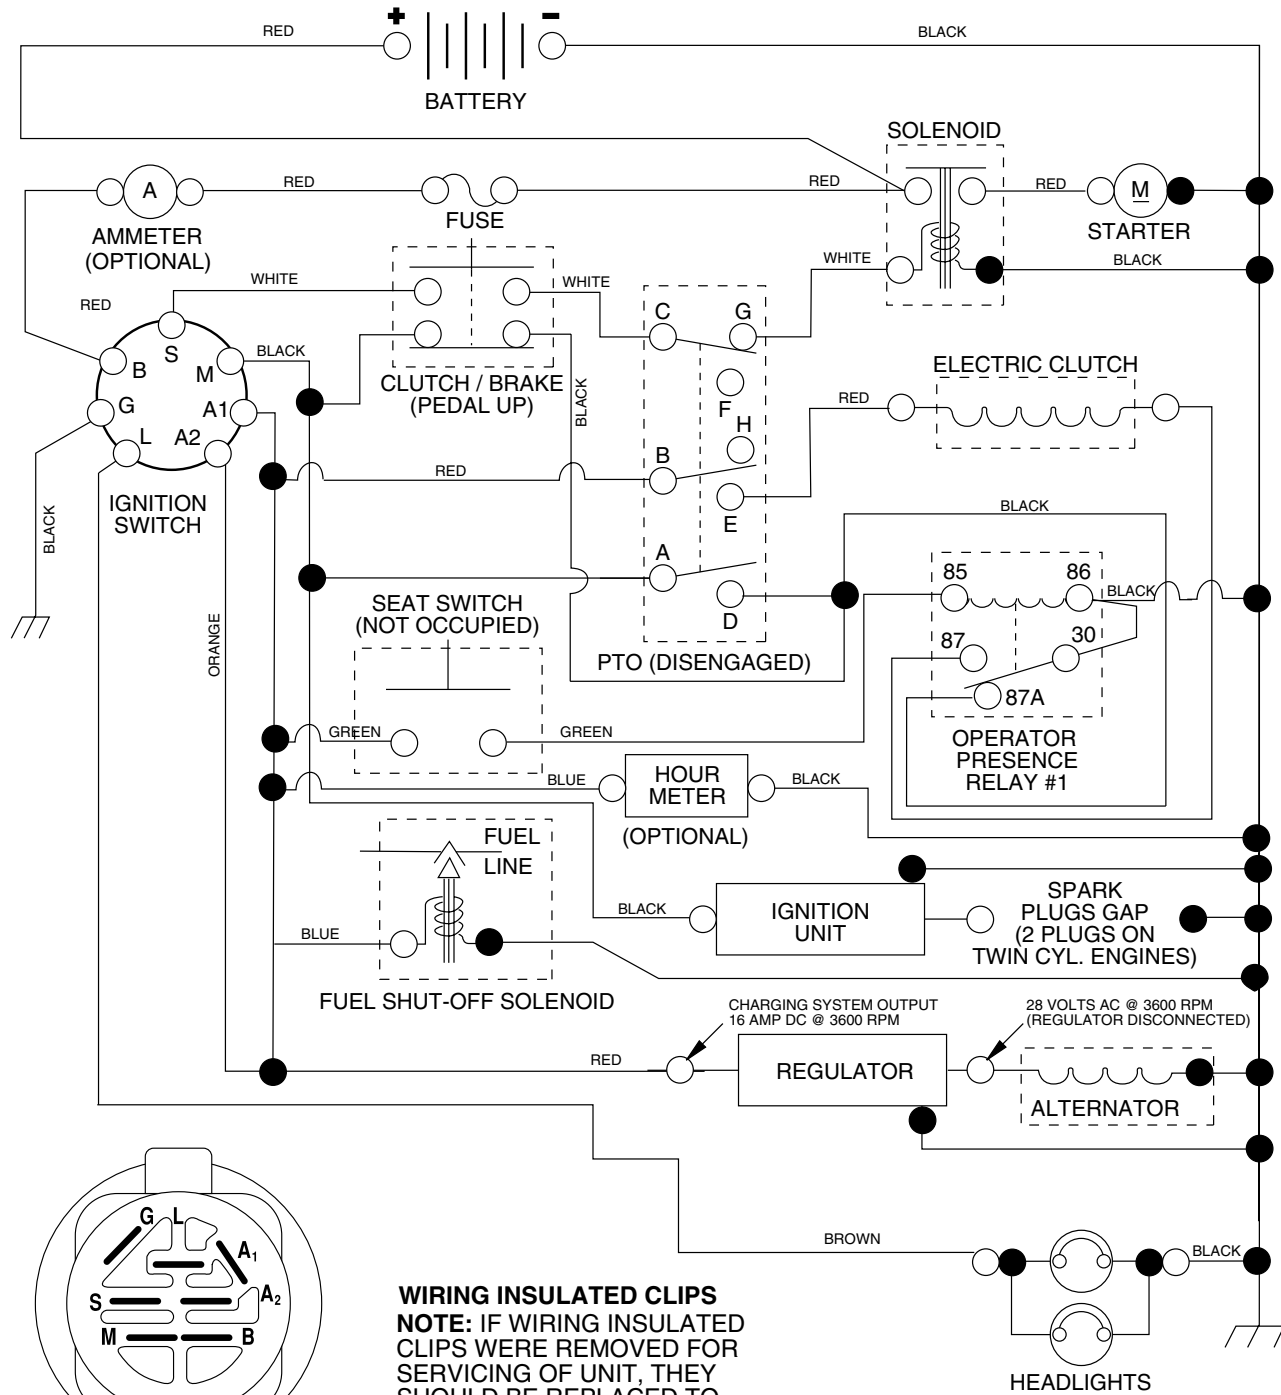 + -
RED
BLACK
BATTERY
SOLENOID
A
RED
RED
RED
M
FUSE
STARTER
AMMETER
(OPTIONAL)
WHITE
BLACK
WHITE
WHITE
RED
C G
S
BLACK
B
M
ELECTRIC CLUTCH
CLUTCH / BRAKE
(PEDAL UP)
BLACK
G
A1
F
RED
L A2
H
B
RED
IGNITION
SWITCH
E
BLACK
BLACK
A
85 86
SEAT SWITCH
(NOT OCCUPIED)
BLACK
D
87 30
ORANGE
PTO (DISENGAGED)
87A
GREEN
GREEN
OPERATOR
PRESENCE
RELAY #1
BLUE
HOUR
METER
BLACK
(OPTIONAL)
FUEL
LINE
SPARK
PLUGS GAP
(2 PLUGS ON
TWIN CYL. ENGINES)
BLACK
IGNITION
UNIT
BLUE
FUEL SHUT-OFF SOLENOID
CHARGING SYSTEM OUTPUT
16 AMP DC @ 3600 RPM
28 VOLTS AC @ 3600 RPM
(REGULATOR DISCONNECTED)
RED
REGULATOR
ALTERNATOR
G L
A1
S
A2
M B
BROWN
BLACK
HEADLIGHTS
WIRING INSULATED CLIPS
NOTE: IF WIRING INSULATED
CLIPS WERE REMOVED FOR
SERVICING OF UNIT, THEY
SHOULD BE REPLACED TO